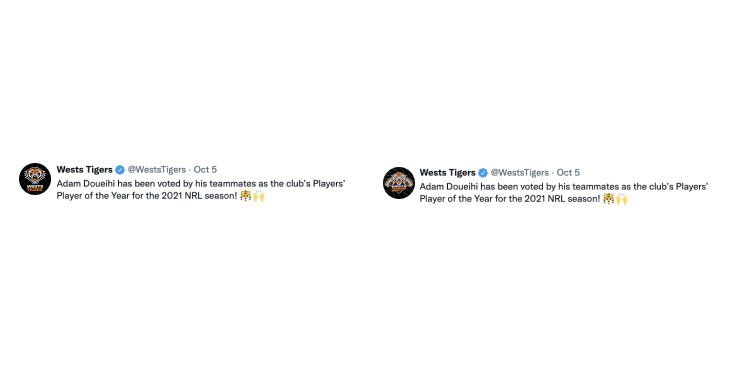 Wests Tigers @WestsTigers · Oct 5
Adam Doueihi has been voted by his teammates as the club's Players'
Player of the Year for the 2021 NRL season! 🐯🙌
WESTS
TIGERS
Wests Tigers @WestsTigers · Oct 5
Adam Doueihi has been voted by his teammates as the club's Players'
Player of the Year for the 2021 NRL season! 🐯🙌